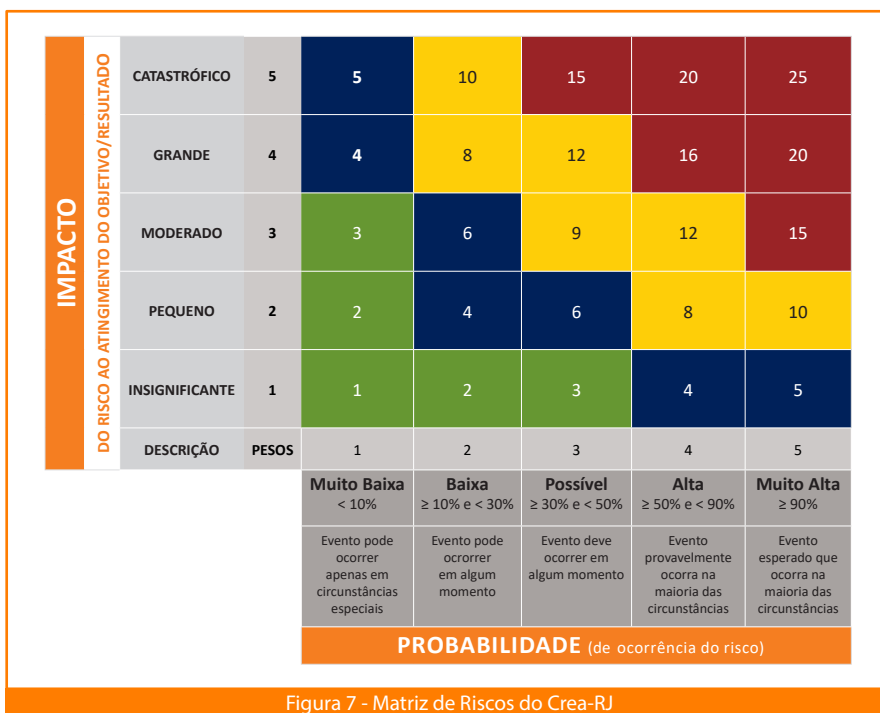 IMPACTO
DO RISCO AO ATINGIMENTO DO OBJETIVO/RESULTADO
CATASTRÓFICO 5 5 10 15 20 25
GRANDE 4 4 8 12 16 20
MODERADO 3 3 6 9 12 15
PEQUENO 2 2 4 6 8 10
INSIGNIFICANTE 1 1 2 3 4 5
DESCRIÇÃO PESOS 1 2 3 4 5
Muito Baixa
< 10%
Baixa
≥ 10% e < 30%
Possível
≥ 30% e < 50%
Alta
≥ 50% e < 90%
Muito Alta
≥ 90%
Evento pode
ocorrer
apenas em
circunstâncias
especiais
Evento pode
ocrorrer
em algum
momento
Evento deve
ocorrer em
algum momento
Evento
provavelmente
ocorra na
maioria das
circunstâncias
Evento
esperado que
ocorra na
maioria das
circunstâncias
PROBABILIDADE (de ocorrência do risco)
Figura 7 - Matriz de Riscos do Crea-RJ